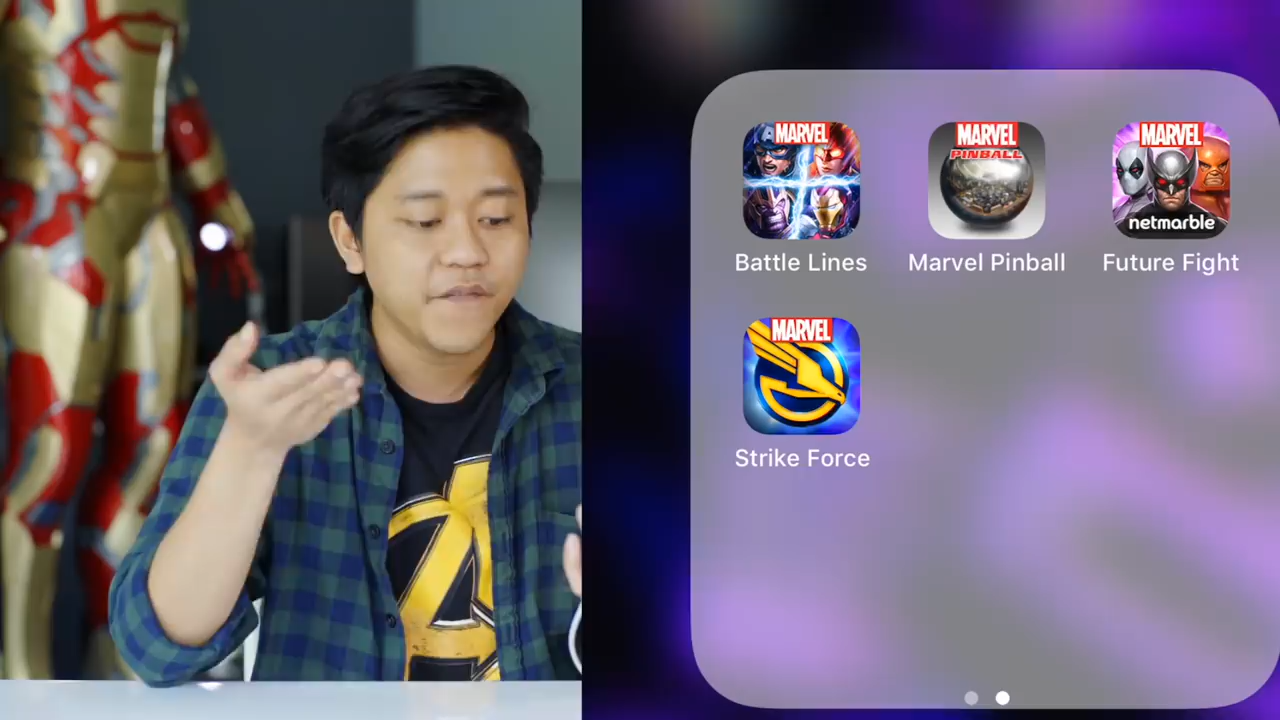 MARVEL
MARVEL
PINBALL
MARVEL
netmarble
Battle Lines
Marvel Pinball
Future Fight
MARVEL
Strike Force